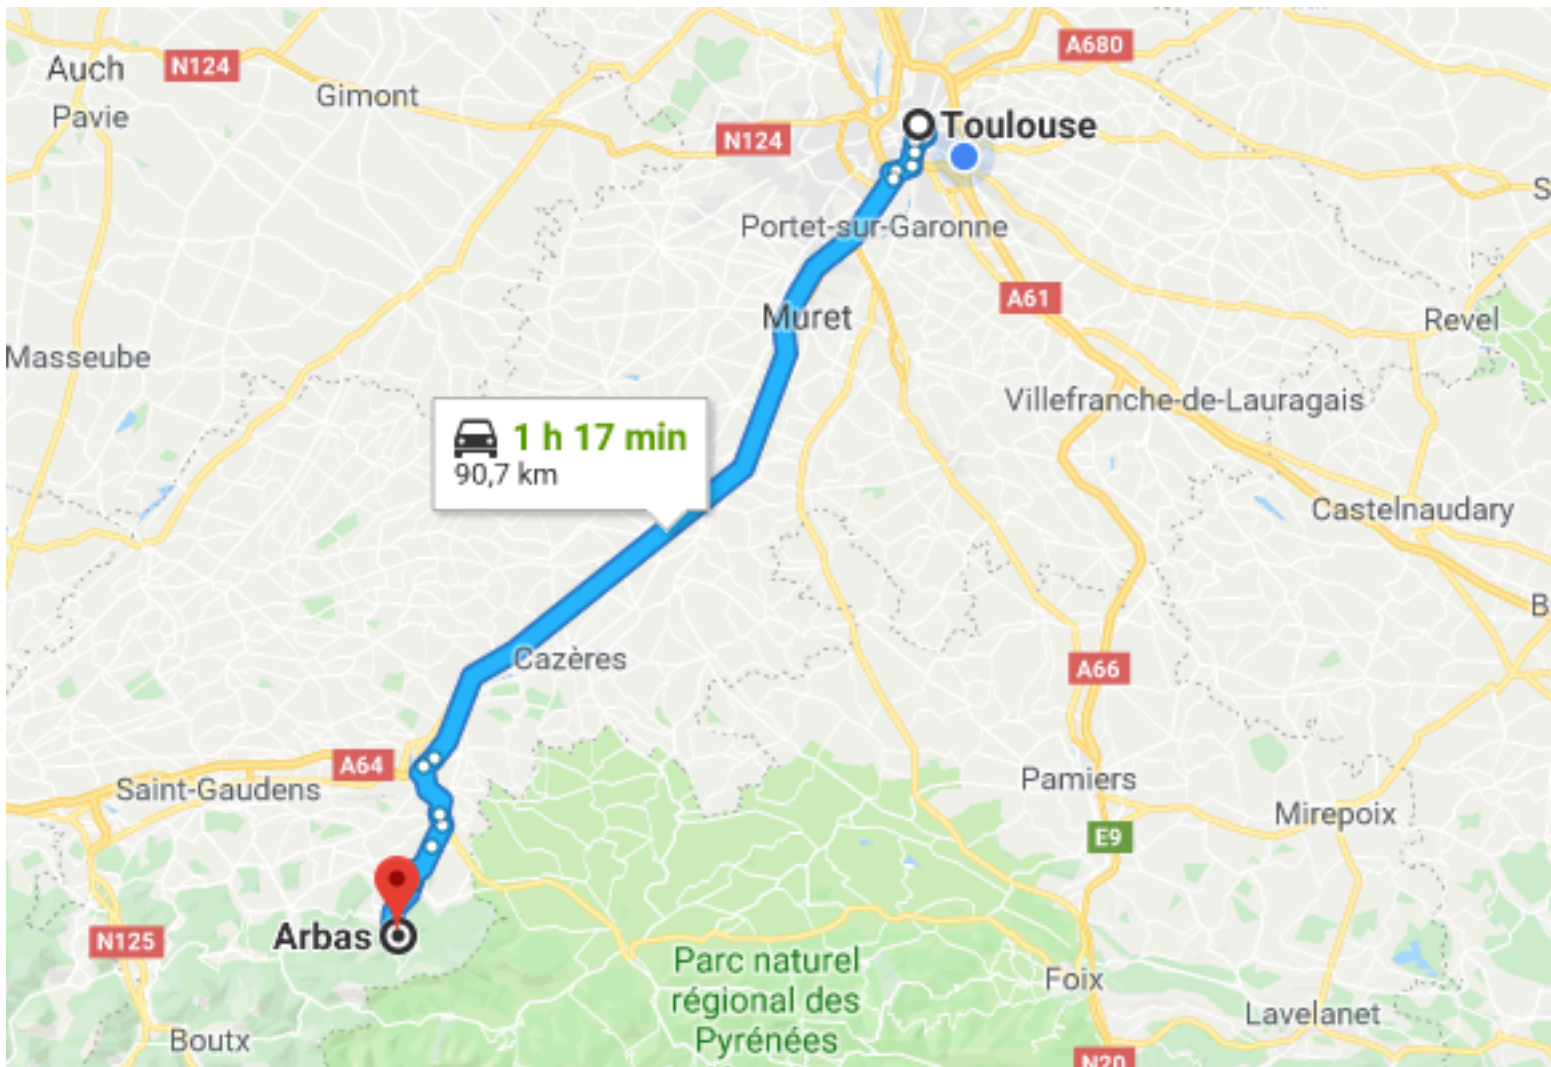 A680
Auch
N124
Gimont
Pavie
Toulouse
N124
S
Portet-sur-Garonne
A61
Muret
Revel
Masseube
Villefranche-de-Lauragais
1 h 17 min
90,7 km
Castelnaudary
B
Cazères
A66
A64
Saint-Gaudens
Pamiers
Mirepoix
E9
Arbas
N125
Parc naturel
régional des
Pyrénées
Foix
Lavelanet
Boutx
N20